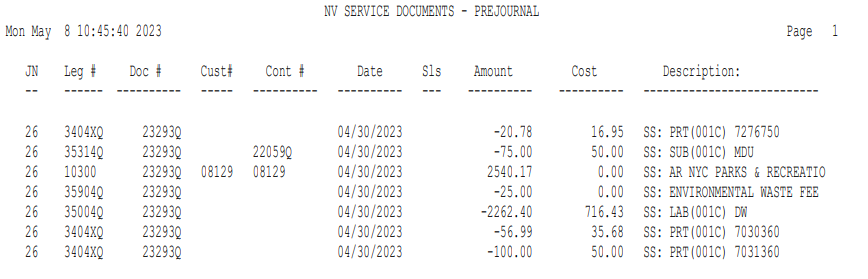 NV SERVICE DOCUMENTS - PREJOURNAL
Mon May  8 10:45:40 2023 Page  1
JN Leg # Doc # Cust# Cont # Date Sls Amount Cost Description:
-- ------ ---------- ----- ---------- ---------- --- ---------- ---------- ---------------------------
26 3404XQ 23293Q 04/30/2023 -20.78 16.95 SS: PRT(001C) 7276750
26 35314Q 23293Q 22059Q 04/30/2023 -75.00 50.00 SS: SUB(001C) MDU
26 10300 23293Q 08129 08129 04/30/2023 2540.17 0.00 SS: AR NYC PARKS & RECREATIO
26 35904Q 23293Q 04/30/2023 -25.00 0.00 SS: ENVIRONMENTAL WASTE FEE
26 35004Q 23293Q 04/30/2023 -2262.40 716.43 SS: LAB(001C) DW
26 3404XQ 23293Q 04/30/2023 -56.99 35.68 SS: PRT(001C) 7030360
26 3404XQ 23293Q 04/30/2023 -100.00 50.00 SS: PRT(001C) 7031360